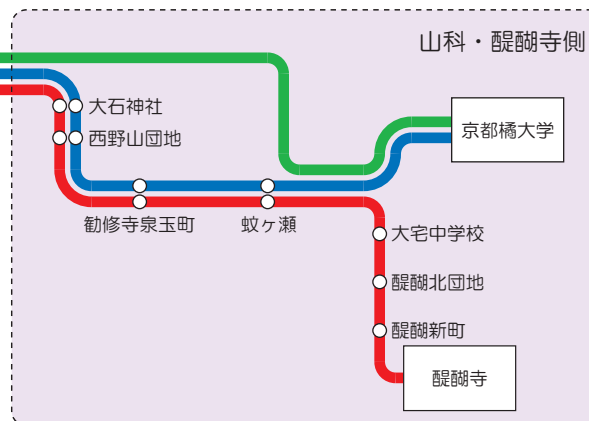 山科・醍醐寺側
大石神社
京都橘大学
西野山団地
勧修寺泉玉町
蚊ヶ瀬
大宅中学校
醍醐北団地
醍醐新町
醍醐寺